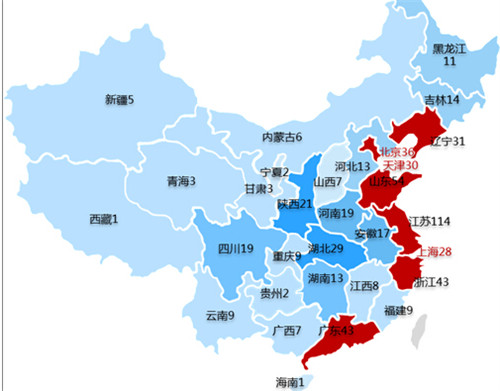 黑龙江
11
吉林14
新疆5
辽宁31
内蒙古6
北京36
天津30
河北13
宁夏2
山西7
山东54
青海3
甘肃3
陕西21
河南19
江苏114
西藏1
安徽17
四川19
湖北29
上海28
重庆9
湖南13
浙江43
江西8
贵州2
云南9
福建9
广西7
广东43
海南1